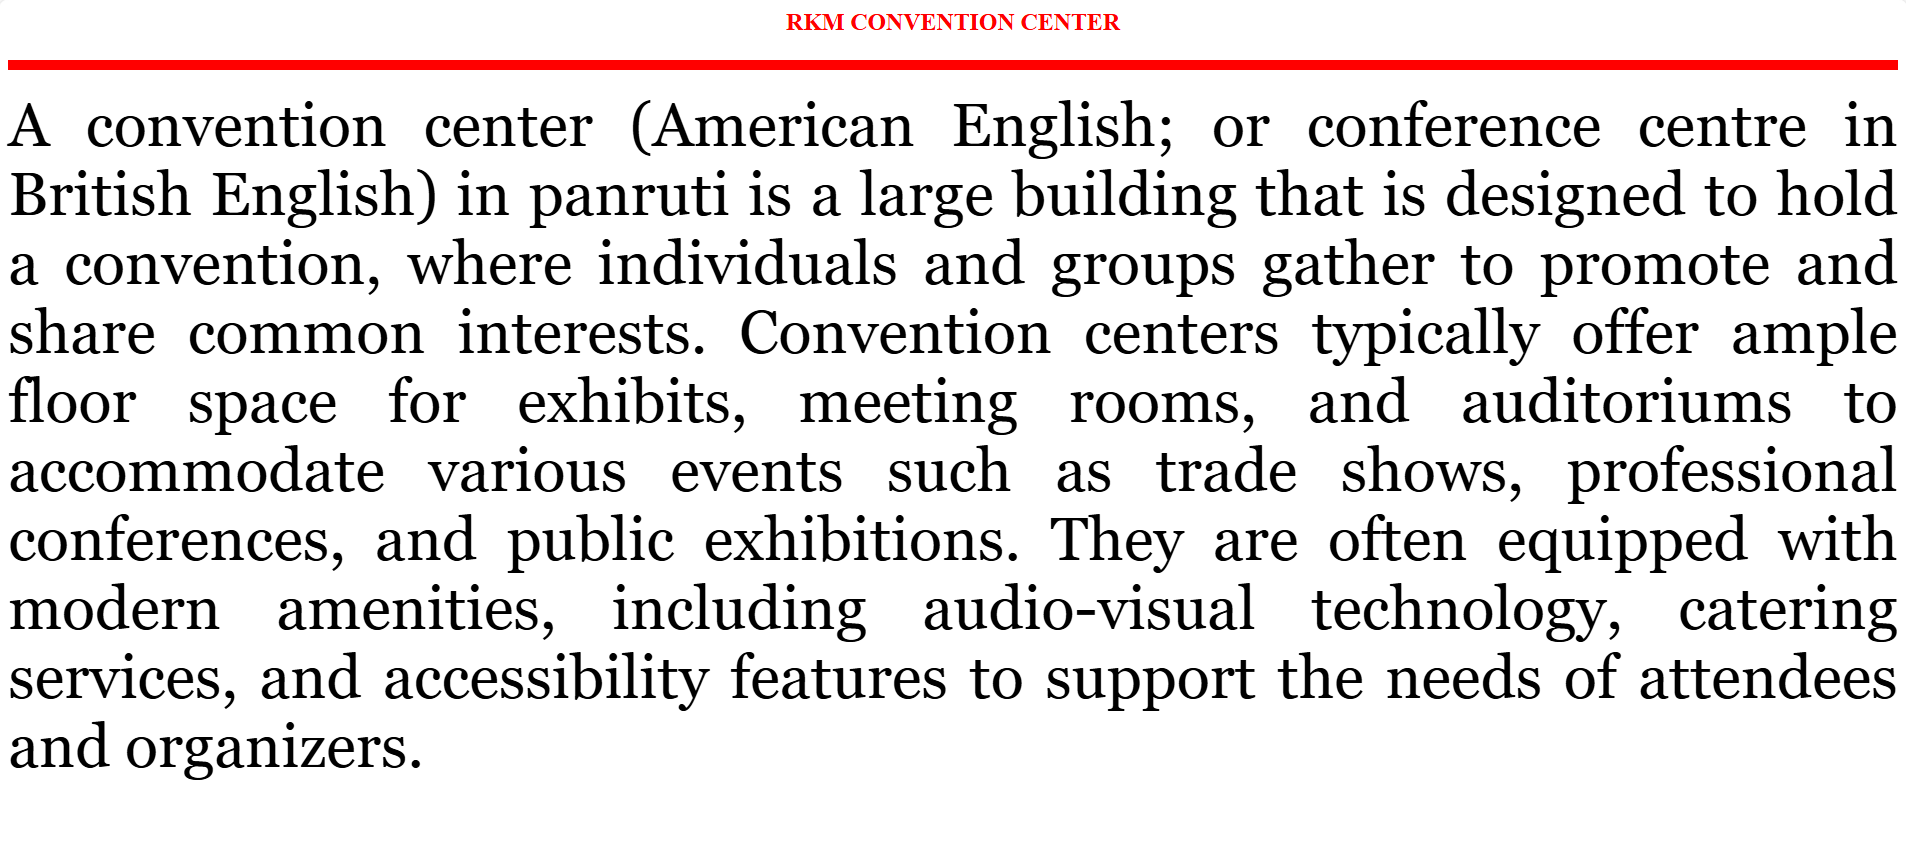 RKM CONVENTION CENTER
A convention center (American English; or conference centre in
British English) in panruti is a large building that is designed to hold
a convention, where individuals and groups gather to promote and
share common interests. Convention centers typically offer ample
floor space for exhibits, meeting rooms, and auditoriums to
accommodate various events such as trade shows, professional
conferences, and public exhibitions. They are often equipped with
modern amenities, including audio-visual technology, catering
services, and accessibility features to support the needs of attendees
and organizers.